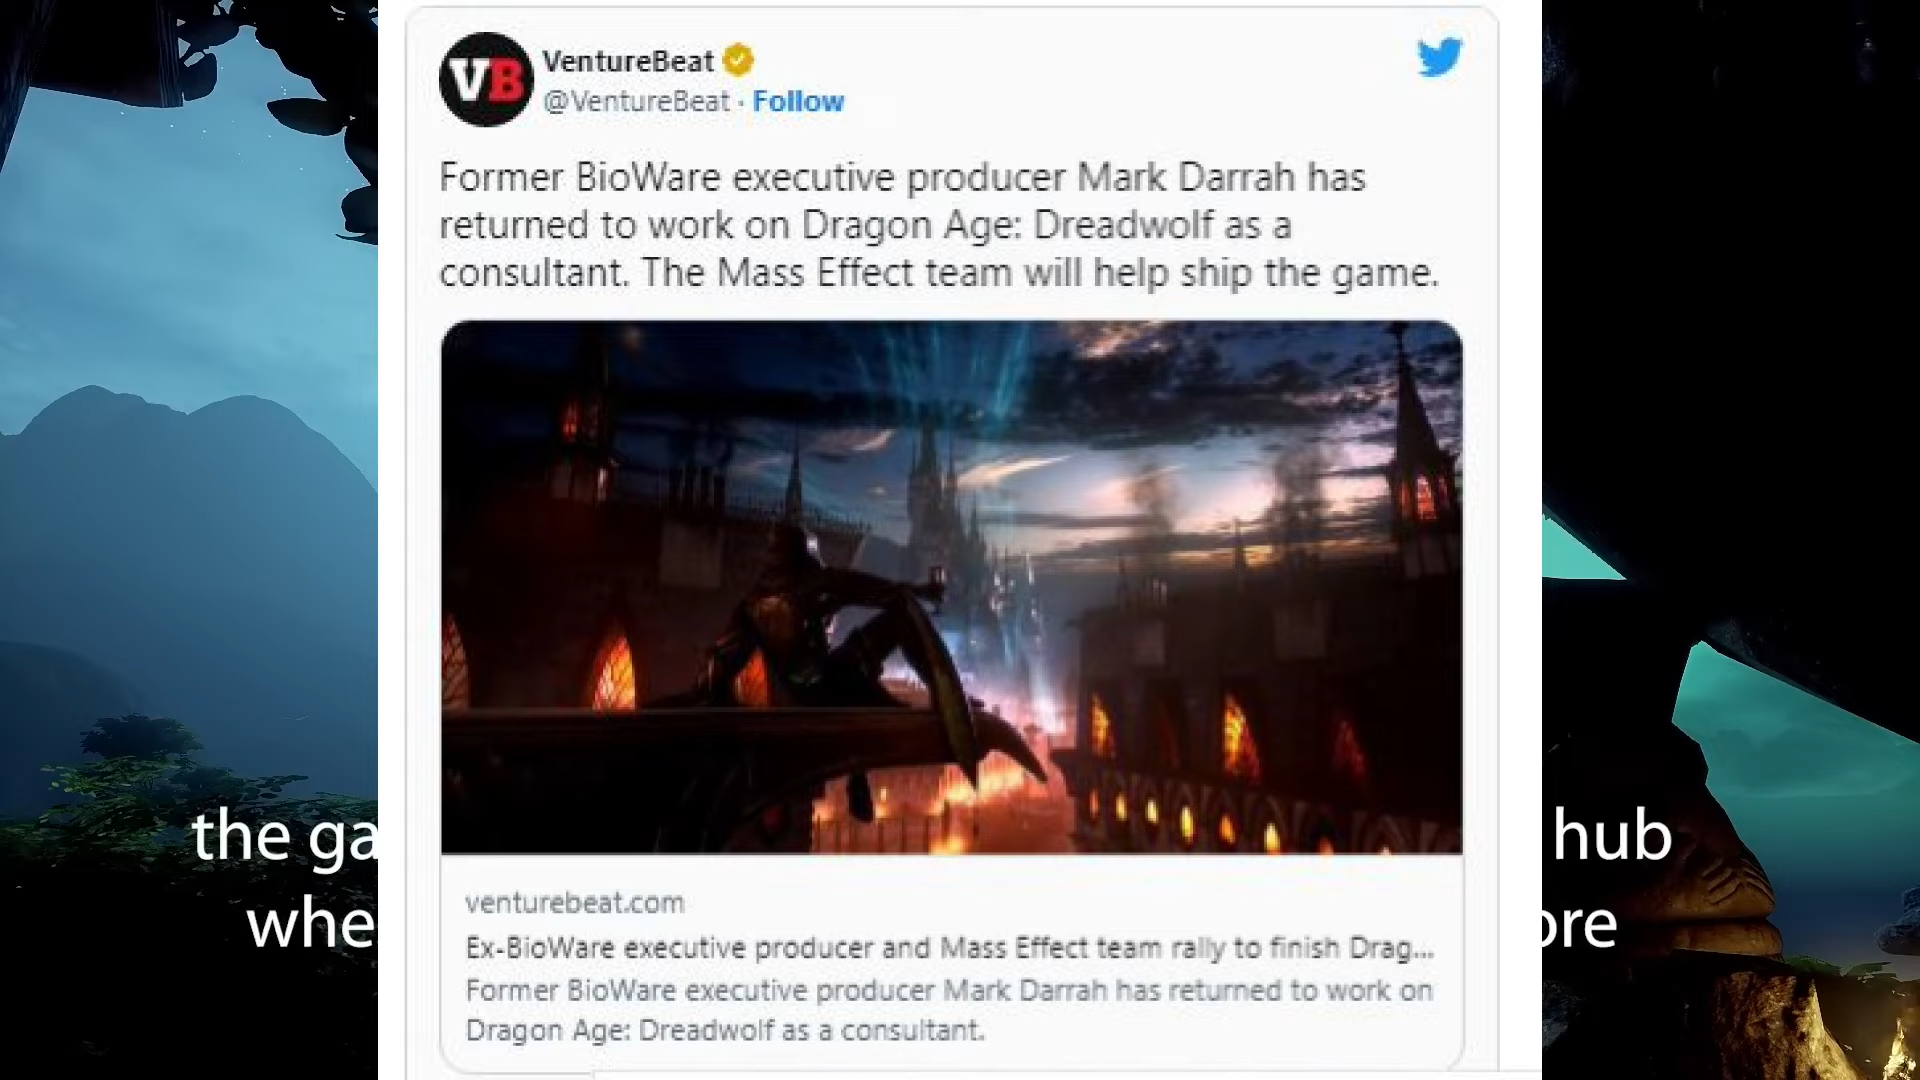 VB
VentureBeat
@VentureBeat · Follow
Former BioWare executive producer Mark Darrah has
returned to work on Dragon Age: Dreadwolf as a
consultant. The Mass Effect team will help ship the game.
venturebeat.com
Ex-BioWare executive producer and Mass Effect team rally to finish Drag...
Former BioWare executive producer Mark Darrah has returned to work on
Dragon Age: Dreadwolf as a consultant.
the ga
hub
whe
ore